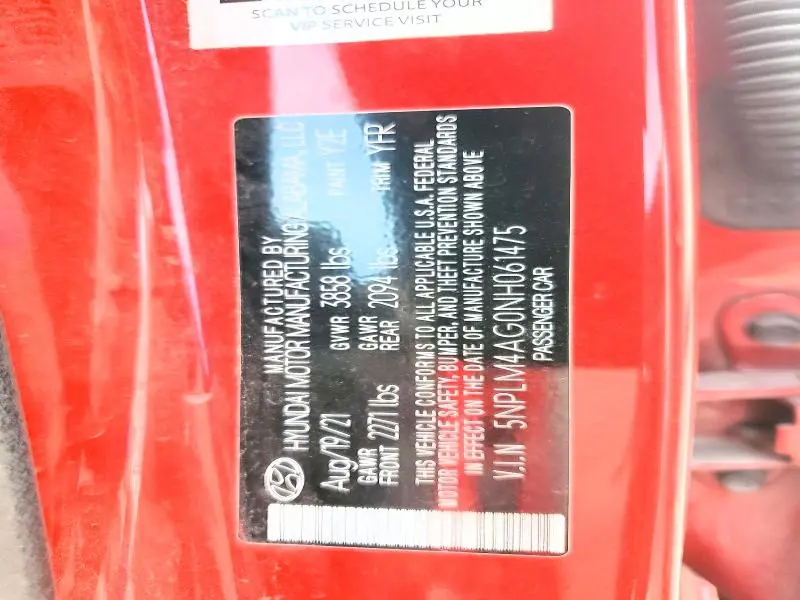 SCAN TO SCHEDULE YOUR
VIP SERVICE VISIT
MANUFACTURED BY
HYUNDAI MOTOR MANUFACTURING ALABAMA, LLC
Aug/19/21 GVWR 3858 lbs PAINT Y2E
GAWR FRONT 2271 lbs GAWR REAR 2094 lbs TRIM YFR
THIS VEHICLE CONFORMS TO ALL APPLICABLE U.S.A. FEDERAL
MOTOR VEHICLE SAFETY, BUMPER, AND THEFT PREVENTION STANDARDS
IN EFFECT ON THE DATE OF MANUFACTURE SHOWN ABOVE
V.I.N 5NPLM4AG0NH061475
PASSENGER CAR